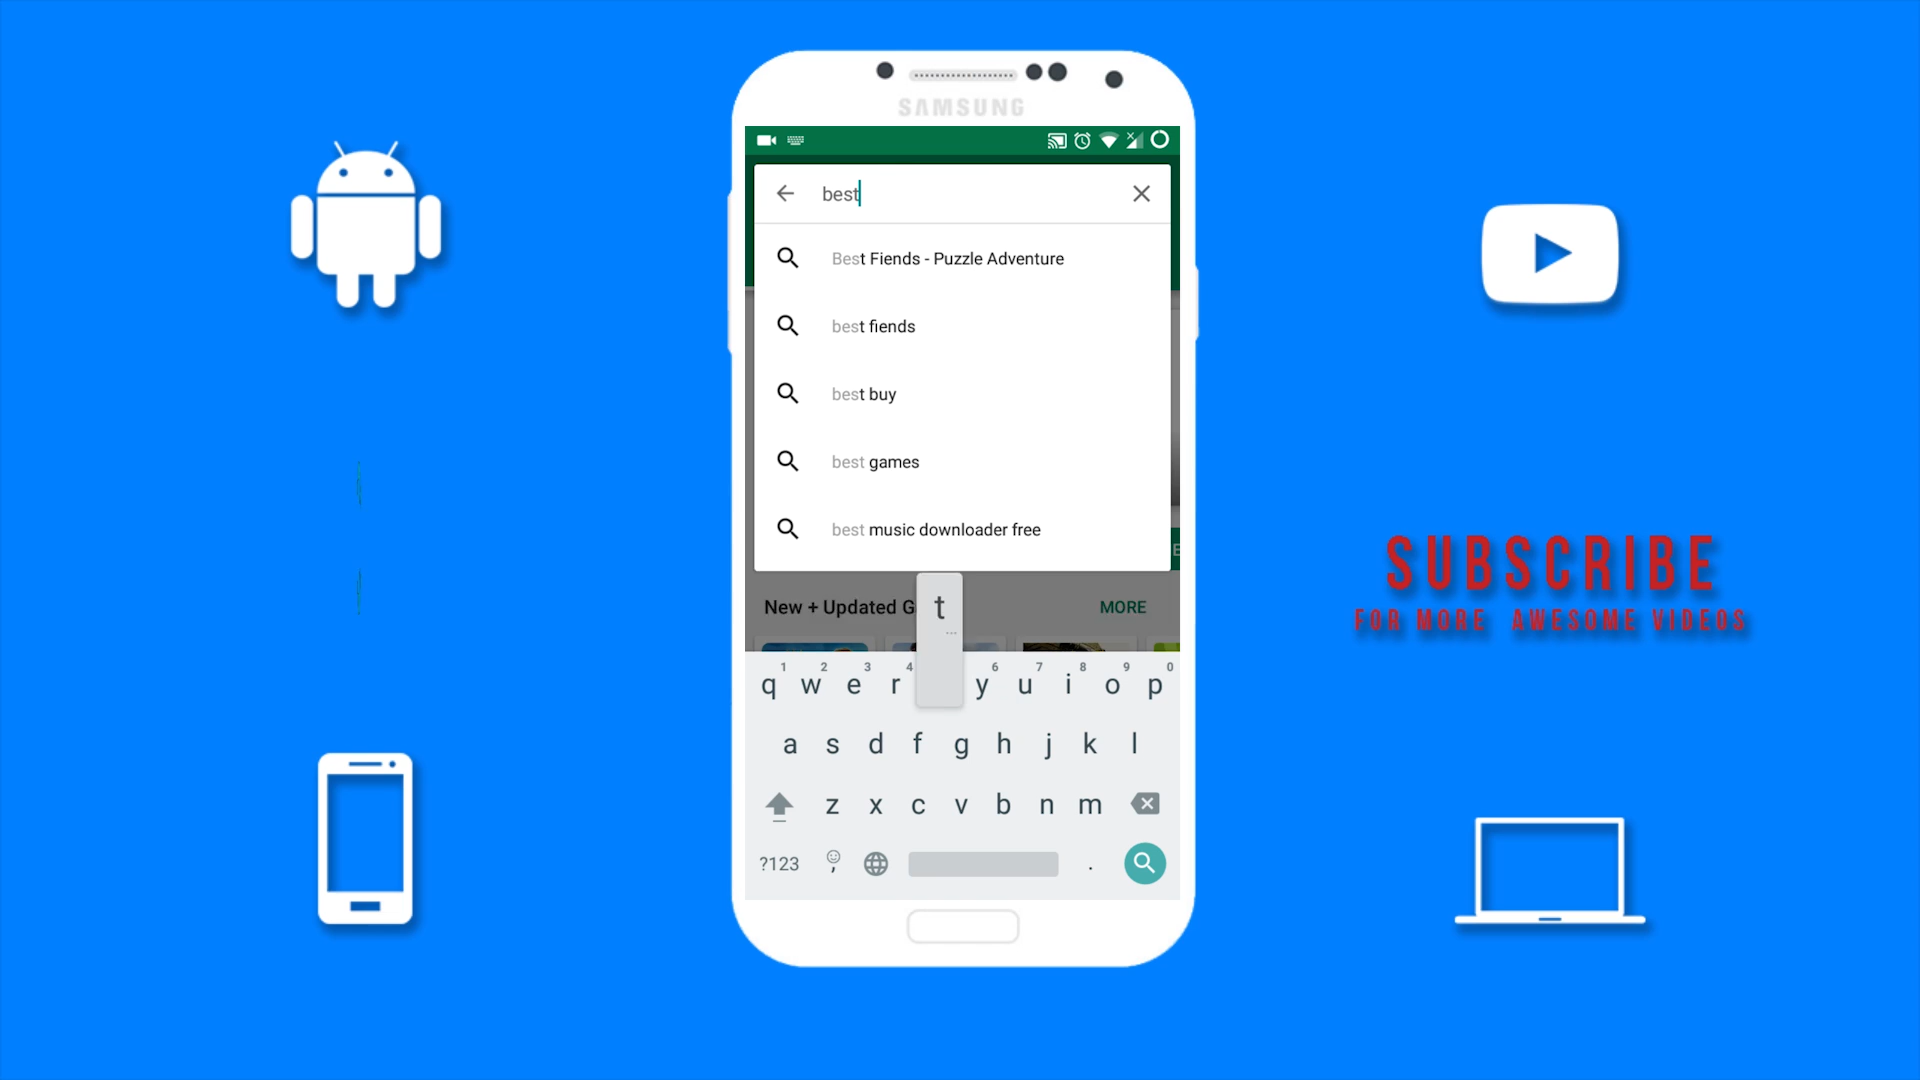 SAMSUNG
best
Best Fiends - Puzzle Adventure
best fiends
best buy
best games
best music downloader free
E
New + Updated G
MORE
t
...
1 2 3 4 6 7 8 9 0
q w e r y u i o p
a s d f g h j k l
z x c v b n m
?123 , .
SUBSCRIBE
FOR MORE AWESOME VIDEOS